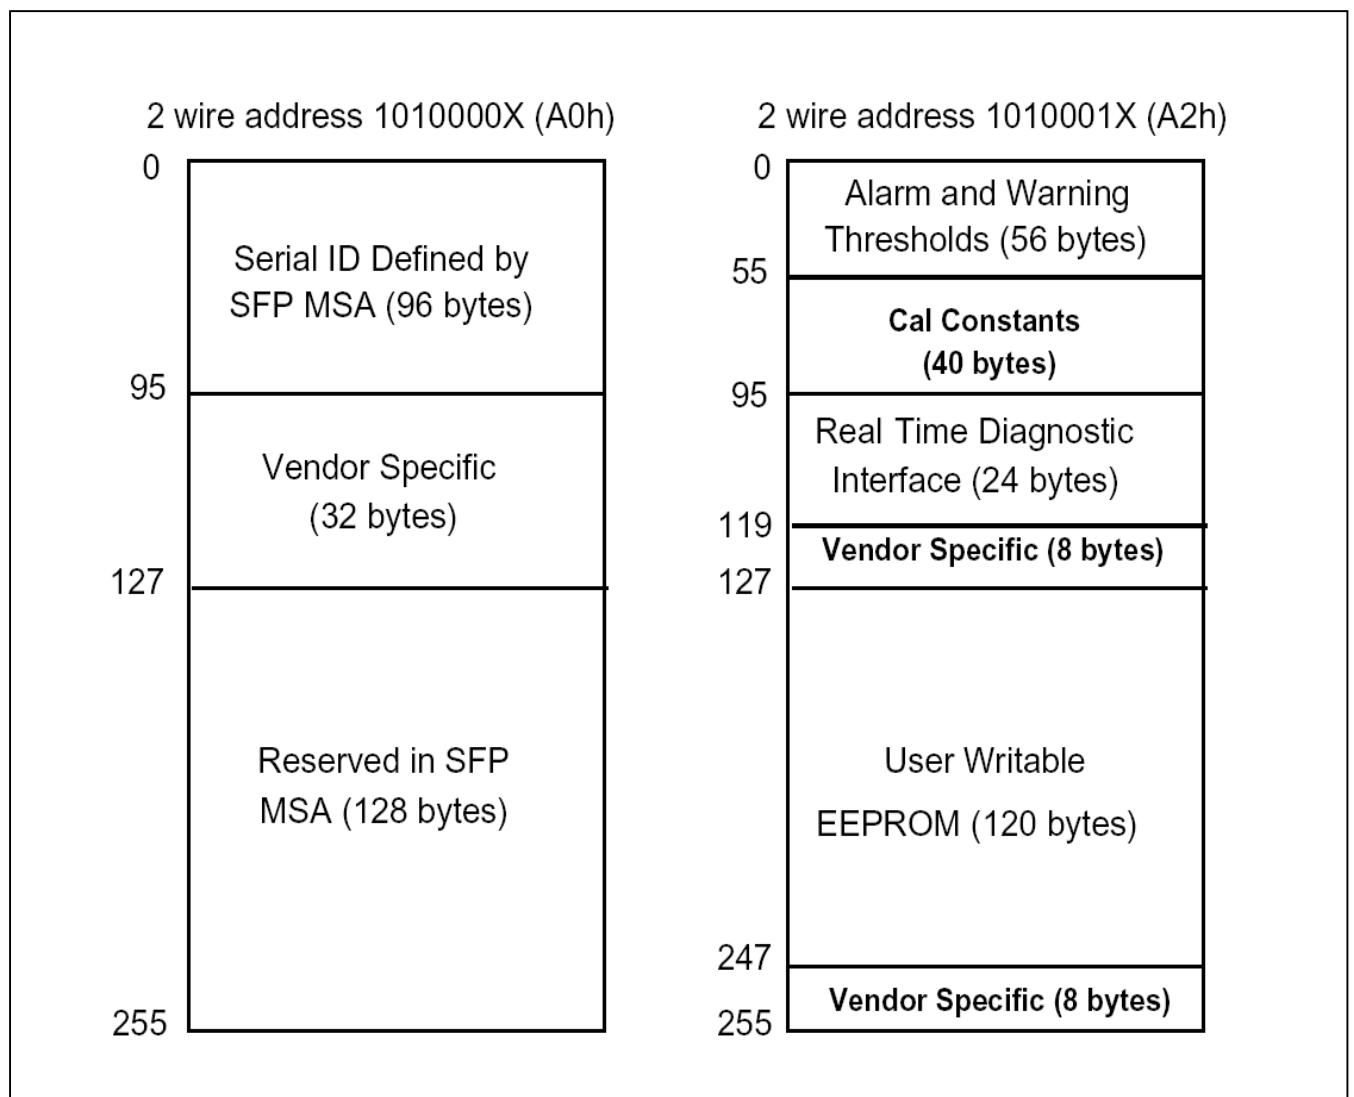 2 wire address 1010000X (A0h)
0
Serial ID Defined by
SFP MSA (96 bytes)
95
Vendor Specific
(32 bytes)
127
Reserved in SFP
MSA (128 bytes)
255
2 wire address 1010001X (A2h)
0
Alarm and Warning
Thresholds (56 bytes)
55
Cal Constants
(40 bytes)
95
Real Time Diagnostic
Interface (24 bytes)
119
Vendor Specific (8 bytes)
127
User Writable
EEPROM (120 bytes)
247
Vendor Specific (8 bytes)
255